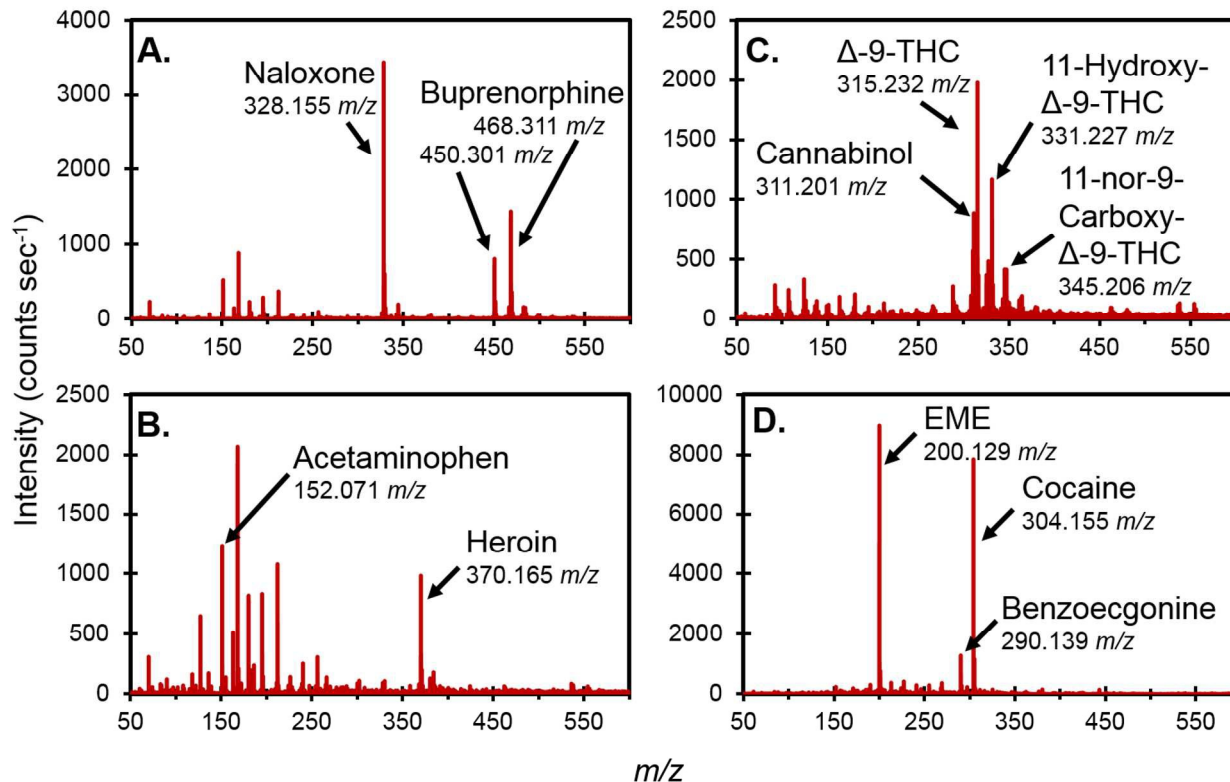 Intensity (counts sec⁻¹)
A.
4000
3000
2000
1000
0
50 150 250 350 450 550
Naloxone
328.155 m/z
Buprenorphine
468.311 m/z
450.301 m/z
C.
2500
2000
1500
1000
500
0
50 150 250 350 450 550
Δ-9-THC
315.232 m/z
11-Hydroxy-
Δ-9-THC
331.227 m/z
Cannabinol
311.201 m/z
11-nor-9-
Carboxy-
Δ-9-THC
345.206 m/z
B.
2500
2000
1500
1000
500
0
50 150 250 350 450 550
Acetaminophen
152.071 m/z
Heroin
370.165 m/z
D.
10000
8000
6000
4000
2000
0
50 150 250 350 450 550
EME
200.129 m/z
Cocaine
304.155 m/z
Benzoecgonine
290.139 m/z
m/z